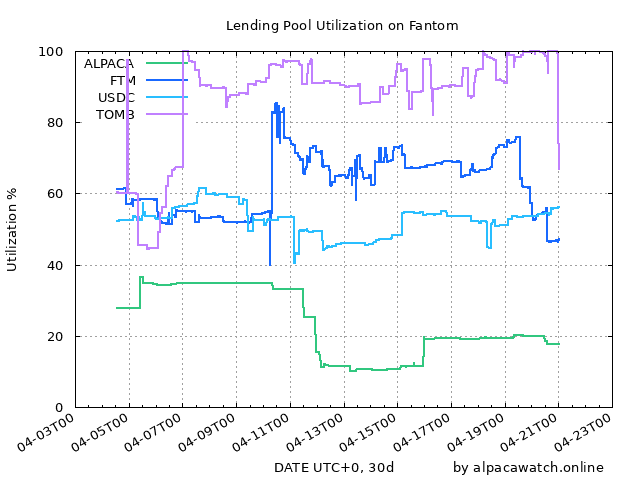 Lending Pool Utilization on Fantom
Utilization %
100
80
60
40
20
0
ALPACA
FTM
USDC
TOMB
04-03T00
04-05T00
04-07T00
04-09T00
04-11T00
04-13T00
04-15T00
04-17T00
04-19T00
04-21T00
04-23T00
DATE UTC+0, 30d
by alpacawatch.online